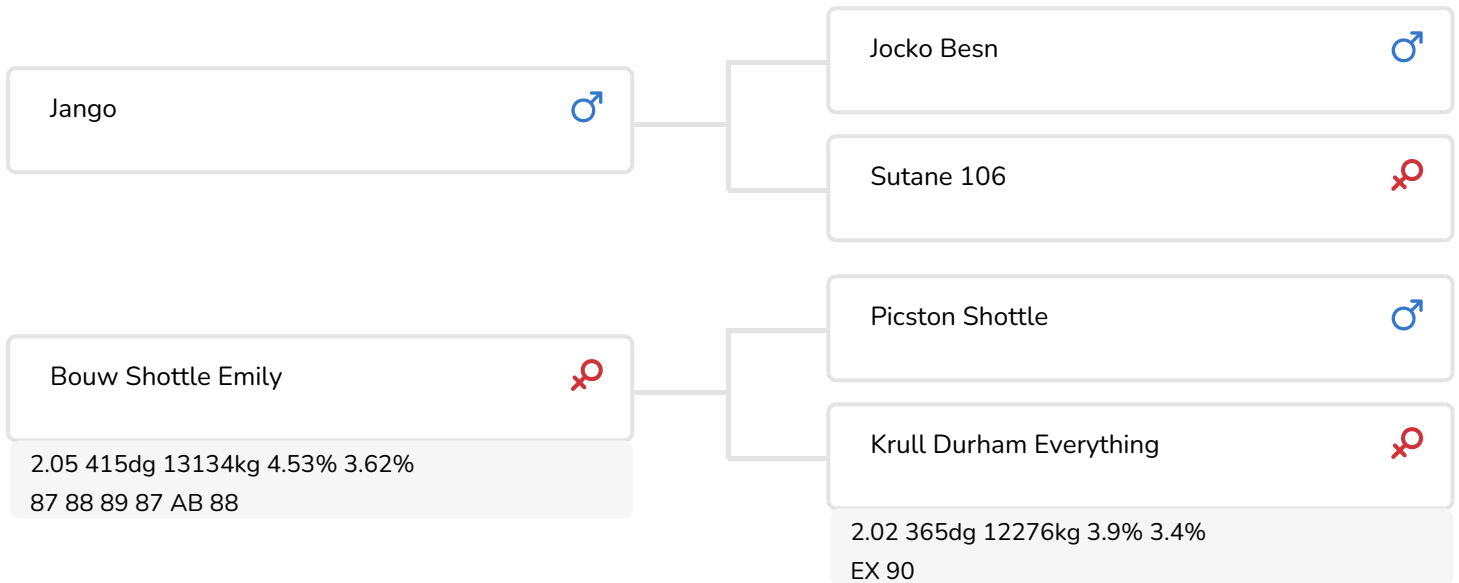 Jango
Jocko Besn
Sutane 106
Bouw Shottle Emily
2.05 415dg 13134kg 4.53% 3.62%
87 88 89 87 AB 88
Picston Shottle
Krull Durham Everything
2.02 365dg 12276kg 3.9% 3.4%
EX 90